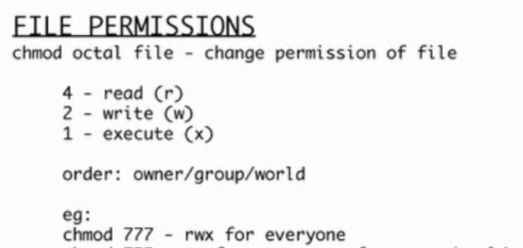 FILE PERMISSIONS
chmod octal file - change permission of file
4 - read (r)
2 - write (w)
1 - execute (x)
order: owner/group/world
eg:
chmod 777 - rwx for everyone